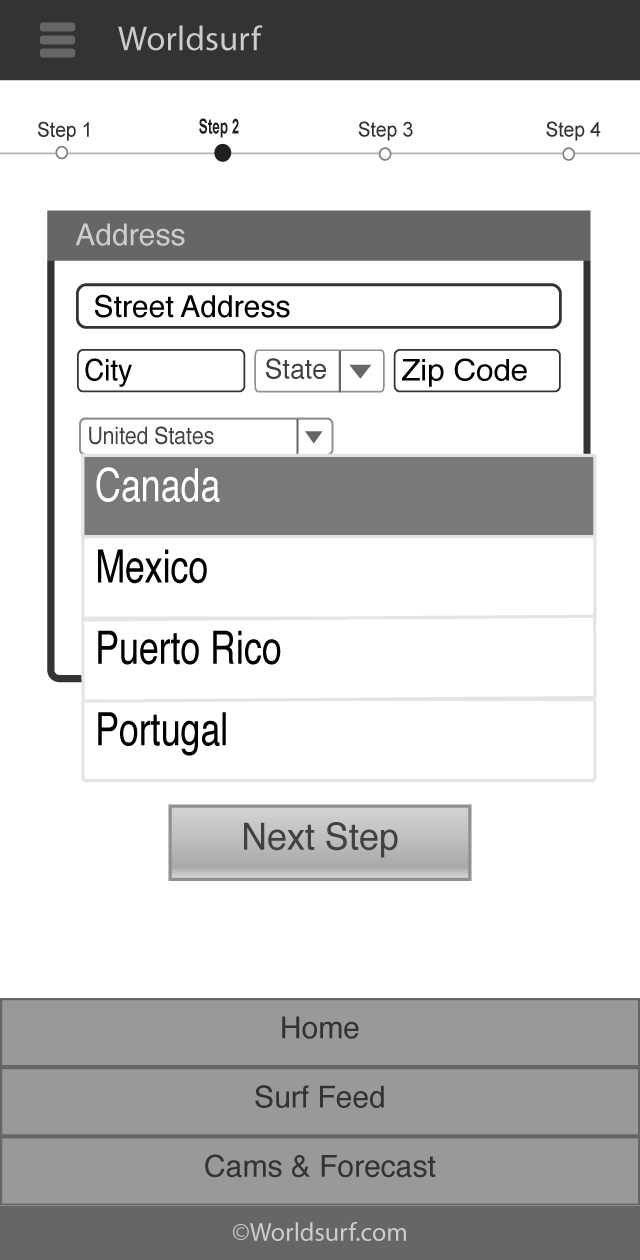 Worldsurf
Step 1 Step 2 Step 3 Step 4
Address
Street Address
City State Zip Code
United States
Canada
Mexico
Puerto Rico
Portugal
Next Step
Home
Surf Feed
Cams & Forecast
©Worldsurf.com